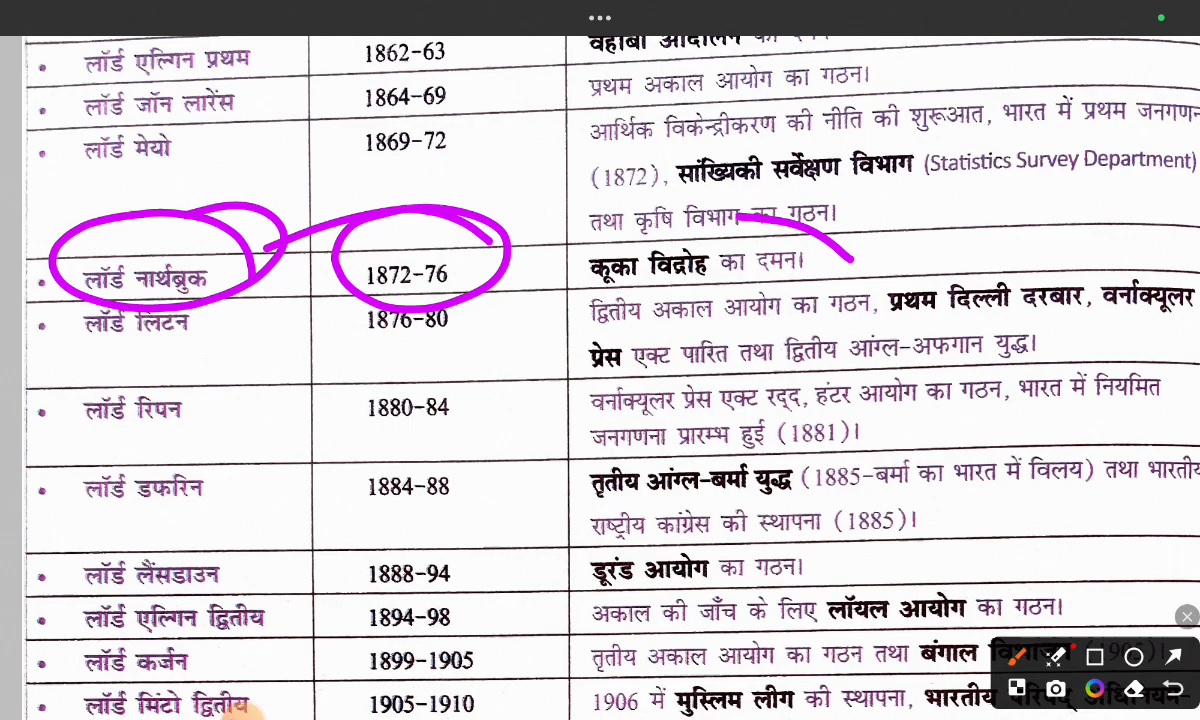 वहाबी आंदोलन का दमन
• लॉर्ड एल्गिन प्रथम 1862-63
प्रथम अकाल आयोग का गठन।
• लॉर्ड जॉन लारेंस 1864-69
आर्थिक विकेन्द्रीकरण की नीति की शुरूआत, भारत में प्रथम
• लॉर्ड मेयो 1869-72
(1872), सांख्यिकी सर्वेक्षण विभाग (Statistics Survey Department)
तथा कृषि विभाग का गठन।
• लॉर्ड नार्थब्रुक 1872-76 कूका विद्रोह का दमन।
• लॉर्ड लिटन 1876-80 द्वितीय अकाल आयोग का गठन, प्रथम दिल्ली दरबार, वर्नाक्यूलर
प्रेस एक्ट पारित तथा द्वितीय आंग्ल-अफगान युद्ध।
• लॉर्ड रिपन 1880-84 वर्नाक्यूलर प्रेस एक्ट रद्द, हंटर आयोग का गठन, भारत में नियमित
जनगणना प्रारम्भ हुई (1881)।
• लॉर्ड डफरिन 1884-88 तृतीय आंग्ल-बर्मा युद्ध (1885-बर्मा का भारत में विलय) तथा
राष्ट्रीय कांग्रेस की स्थापना (1885)।
• लॉर्ड लैंसडाउन 1888-94 डूरंड आयोग का गठन।
• लॉर्ड एल्गिन द्वितीय 1894-98 अकाल की जाँच के लिए लॉयल आयोग का गठन।
• लॉर्ड कर्जन 1899-1905 तृतीय अकाल आयोग का गठन तथा बंगाल
• लॉर्ड मिंटो द्वितीय 1905-1910 1906 में मुस्लिम लीग की स्थापना, भारतीय